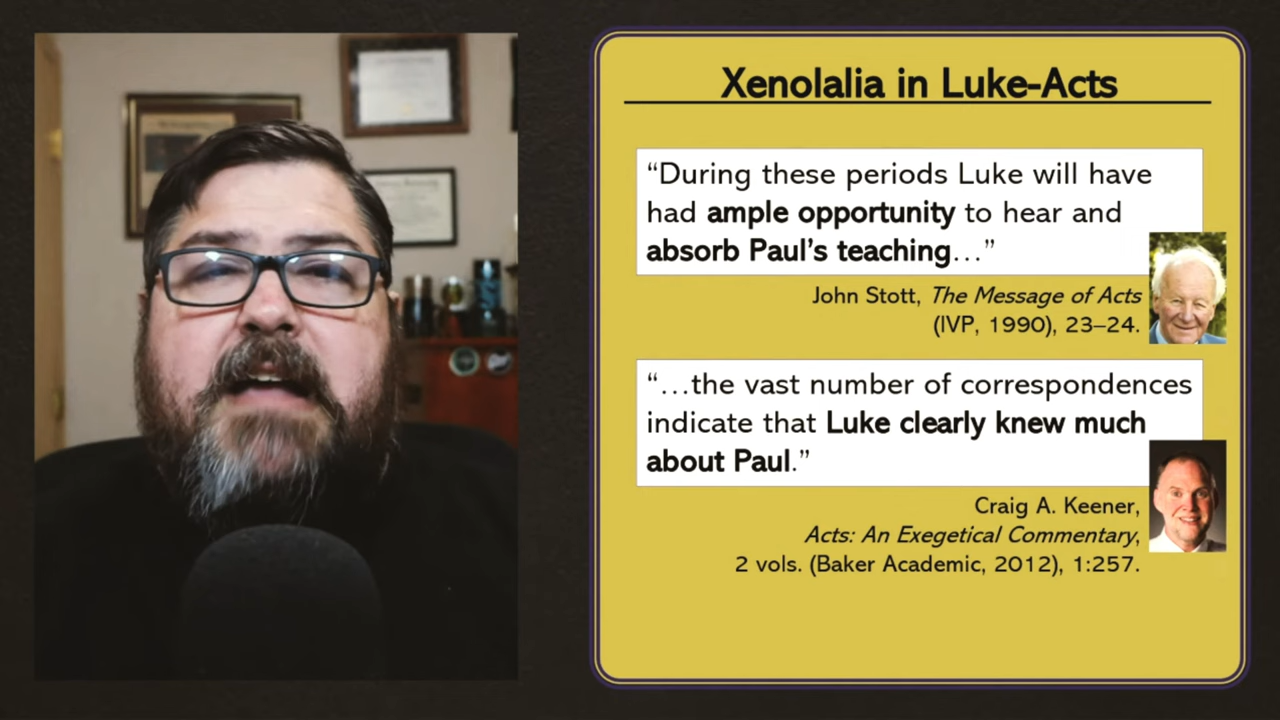 Xenolalia in Luke-Acts
“During these periods Luke will have
had ample opportunity to hear and
absorb Paul’s teaching…”
John Stott, The Message of Acts
(IVP, 1990), 23–24.
“…the vast number of correspondences
indicate that Luke clearly knew much
about Paul.”
Craig A. Keener,
Acts: An Exegetical Commentary,
2 vols. (Baker Academic, 2012), 1:257.